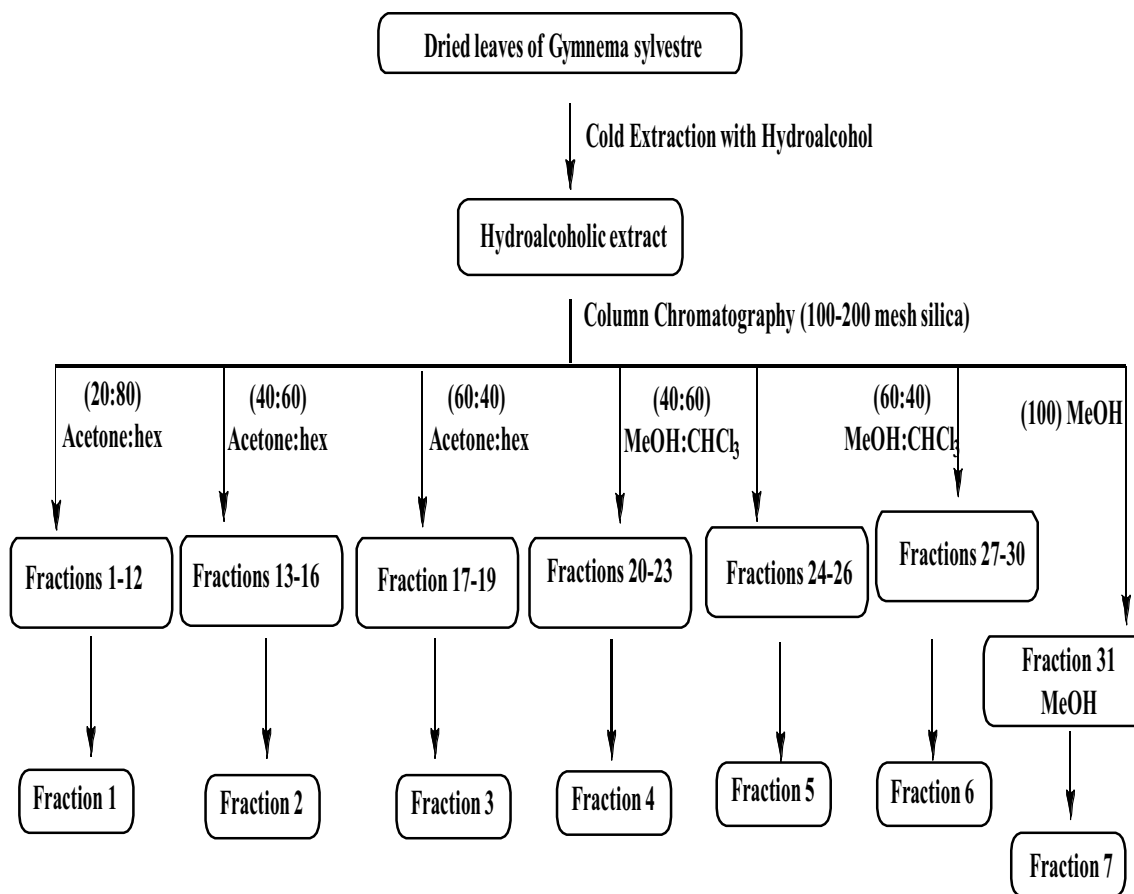 Dried leaves of Gymnema sylvestre
Cold Extraction with Hydroalcohol
Hydroalcoholic extract
Column Chromatography (100-200 mesh silica)
(20:80)
Acetone:hex
(40:60)
Acetone:hex
(60:40)
Acetone:hex
(40:60)
MeOH:CHCl₃
(60:40)
MeOH:CHCl₃
(100) MeOH
Fractions 1-12
Fractions 13-16
Fraction 17-19
Fractions 20-23
Fractions 24-26
Fractions 27-30
Fraction 31
MeOH
Fraction 1
Fraction 2
Fraction 3
Fraction 4
Fraction 5
Fraction 6
Fraction 7